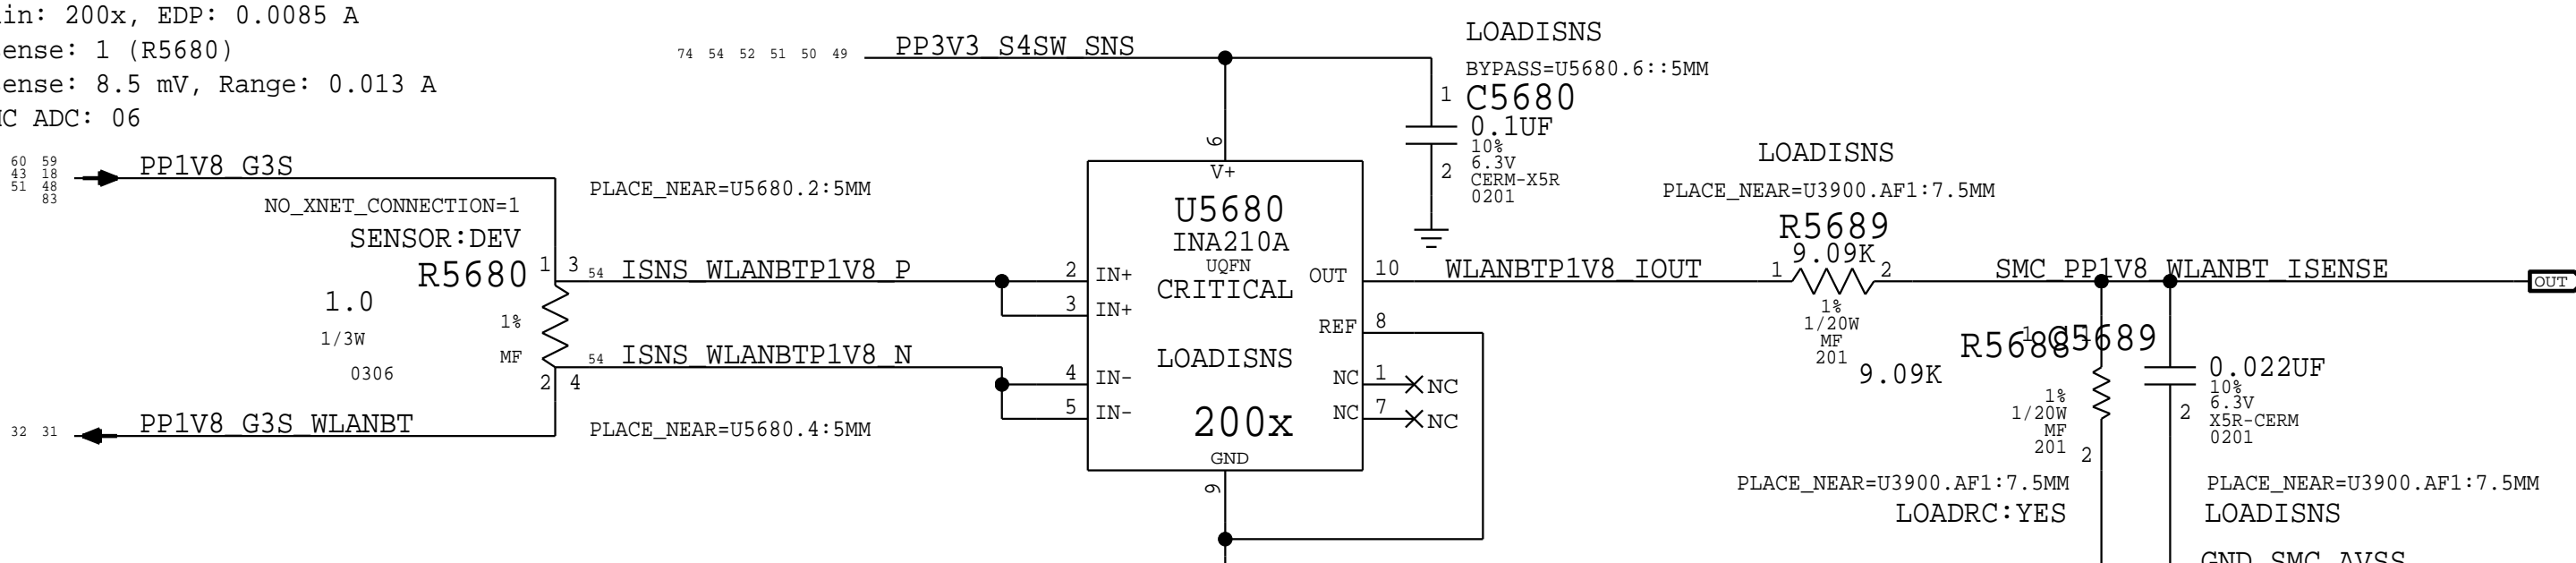 in: 200x, EDP: 0.0085 A
ense: 1 (R5680)
ense: 8.5 mV, Range: 0.013 A
C ADC: 06
74 54 52 51 50 49
PP3V3_S4SW_SNS
LOADISNS
BYPASS=U5680.6::5MM
1
C5680
0.1UF
10%
6.3V
2
CERM-X5R
0201
60 59
43 18
51 48
83
PP1V8_G3S
NO_XNET_CONNECTION=1
SENSOR:DEV
R5680
1 3
1.0
1%
1/3W
MF
0306
2 4
32 31
PP1V8_G3S_WLANBT
PLACE_NEAR=U5680.2:5MM
54 ISNS_WLANBTP1V8_P
54 ISNS_WLANBTP1V8_N
PLACE_NEAR=U5680.4:5MM
6
V+
U5680
INA210A
UQFN
CRITICAL
LOADISNS
200x
GND
9
2 IN+
3 IN+
4 IN-
5 IN-
OUT 10
REF 8
NC 1 NC
NC 7 NC
WLANBTP1V8_IOUT
LOADISNS
PLACE_NEAR=U3900.AF1:7.5MM
R5689
9.09K
1 2
1%
1/20W
MF
201
SMC_PP1V8_WLANBT_ISENSE
OUT
1
R5688
9.09K
1%
1/20W
MF
201
2
PLACE_NEAR=U3900.AF1:7.5MM
LOADRC:YES
1
C5689
0.022UF
10%
6.3V
2
X5R-CERM
0201
PLACE_NEAR=U3900.AF1:7.5MM
LOADISNS
GND_SMC_AVSS